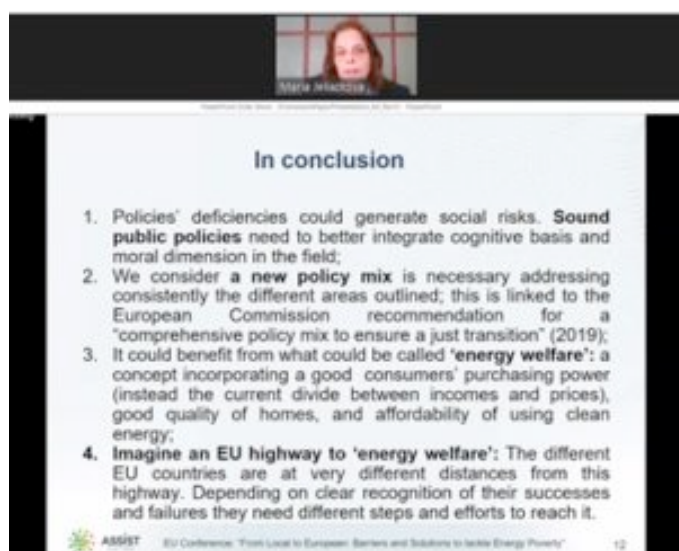 Maria Jeliazkova
In conclusion
1. Policies' deficiencies could generate social risks. Sound
public policies need to better integrate cognitive basis and
moral dimension in the field;
2. We consider a new policy mix is necessary addressing
consistently the different areas outlined; this is linked to the
European Commission recommendation for a
"comprehensive policy mix to ensure a just transition" (2019);
3. It could benefit from what could be called 'energy welfare': a
concept incorporating a good consumers' purchasing power
(instead the current divide between incomes and prices),
good quality of homes, and affordability of using clean
energy;
4. Imagine an EU highway to 'energy welfare': The different
EU countries are at very different distances from this
highway. Depending on clear recognition of their successes
and failures they need different steps and efforts to reach it.
ASSIST EU Conference: "From Local to European: Barriers and Solutions to tackle Energy Poverty" 12